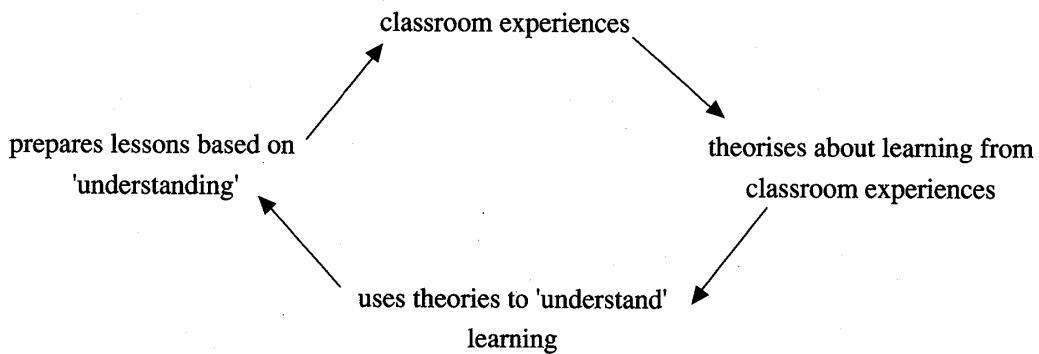 classroom experiences
prepares lessons based on
'understanding'
theorises about learning from
classroom experiences
uses theories to 'understand'
learning